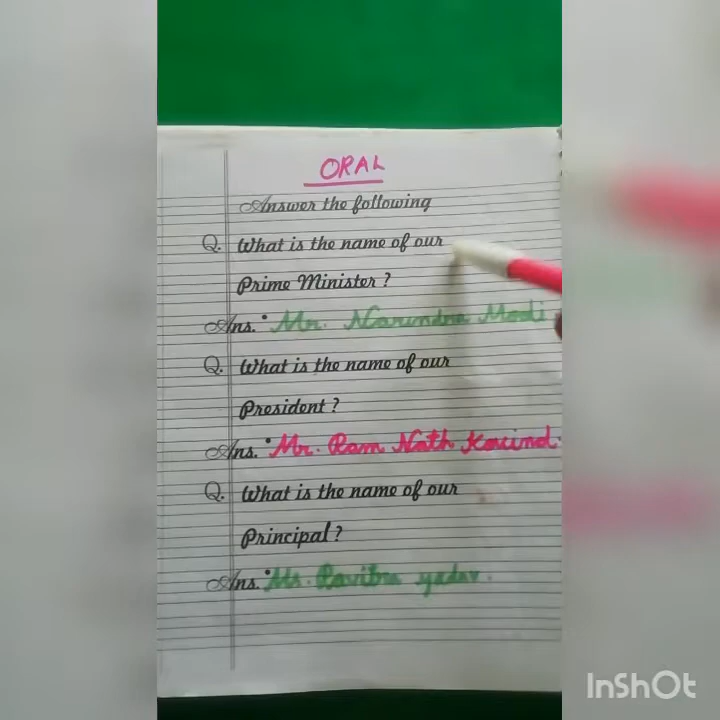 ORAL
Answer the following
Q. What is the name of our
Prime Minister ?
Ans. Mr. Narindra Modi
Q. What is the name of our
President ?
Ans. Mr. Ram Nath Kovind.
Q. What is the name of our
Principal ?
Ans. Ms. Pavitra yadav.
InShOt